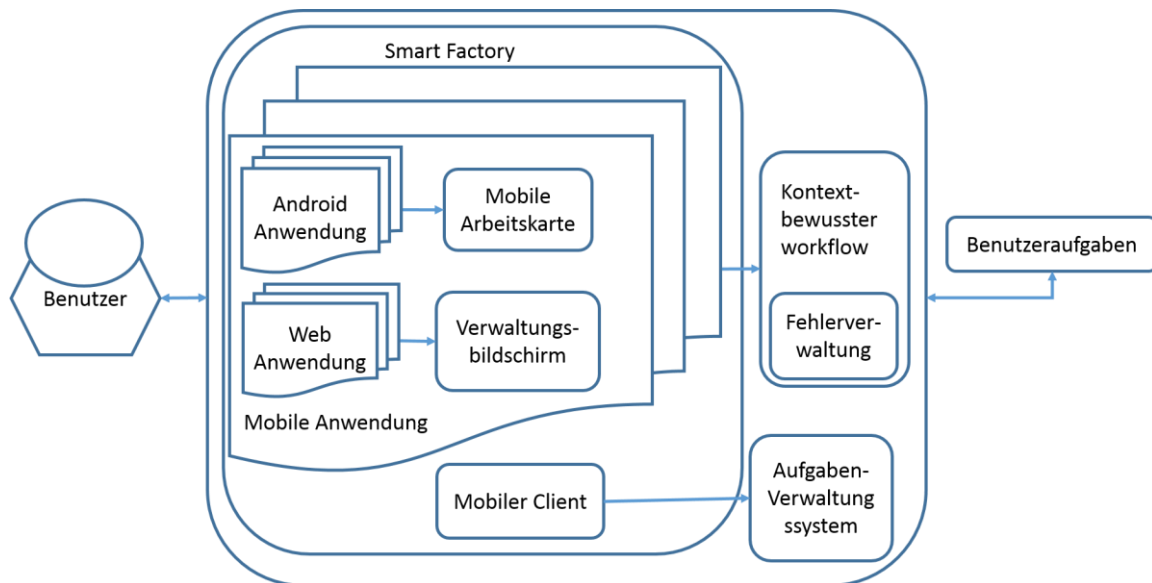 Smart Factory
Android
Anwendung
Mobile
Arbeitskarte
Kontext-
bewusster
workflow
Benutzeraufgaben
Benutzer
Web
Anwendung
Verwaltungs-
bildschirm
Fehlerver-
waltung
Mobile Anwendung
Mobiler Client
Aufgaben-
Verwaltung
ssystem